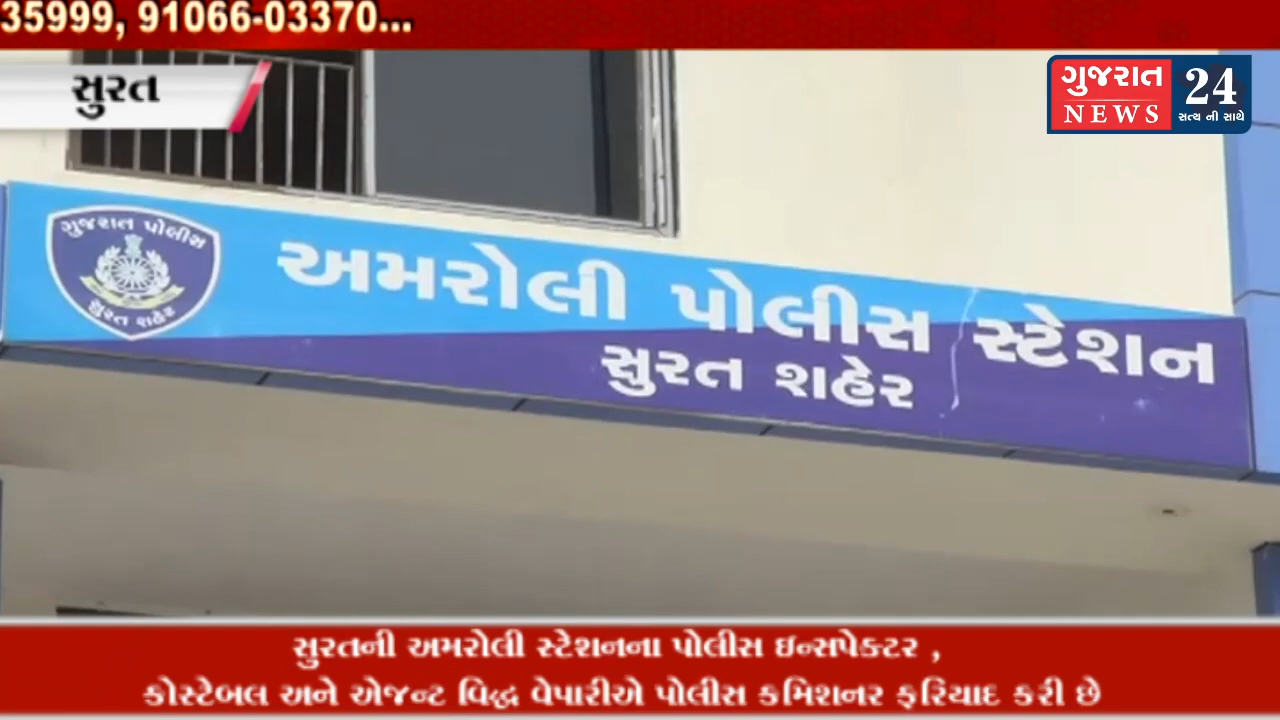 35999, 91066-03370...
સુરત
ગુજરાત
NEWS
24
સત્ય ની સાથે
ગુજરાત પોલીસ
સુરત શહેર
અમરોલી પોલીસ સ્ટેશન
સુરત શહેર
સુરતની અમરોલી સ્ટેશનના પોલીસ ઇન્સપેક્ટર ,
કોસ્ટેબલ અને એજન્ટ વિદ્ધ વેપારીએ પોલીસ કમિશનર ફરિયાદ કરી છે